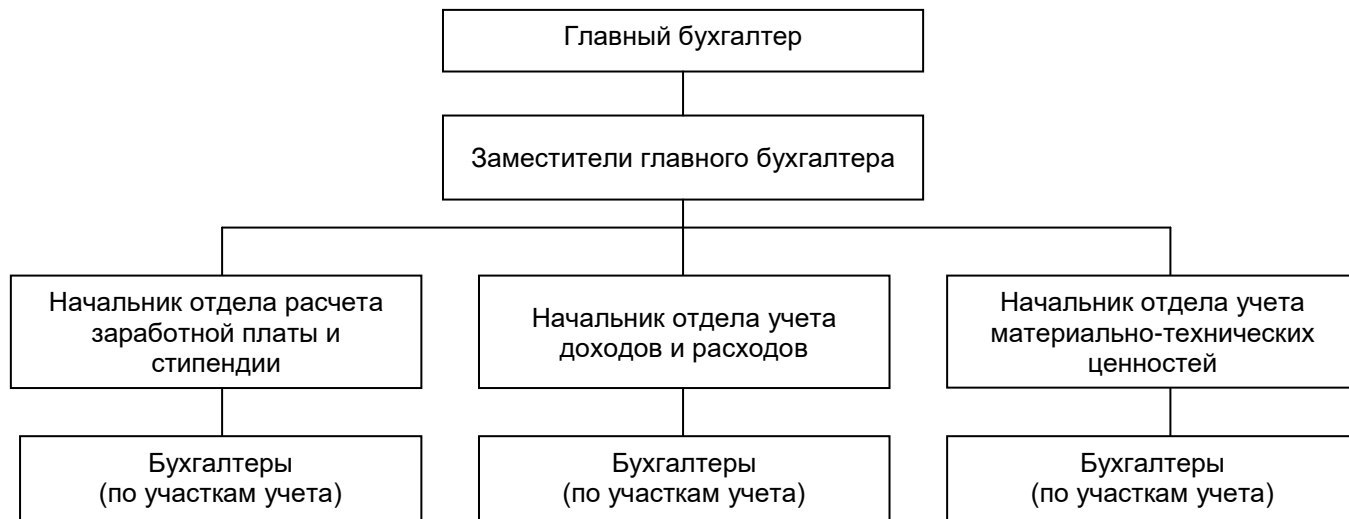 Главный бухгалтер
Заместители главного бухгалтера
Начальник отдела расчета
заработной платы и
стипендии
Начальник отдела учета
доходов и расходов
Начальник отдела учета
материально-технических
ценностей
Бухгалтеры
(по участкам учета)
Бухгалтеры
(по участкам учета)
Бухгалтеры
(по участкам учета)